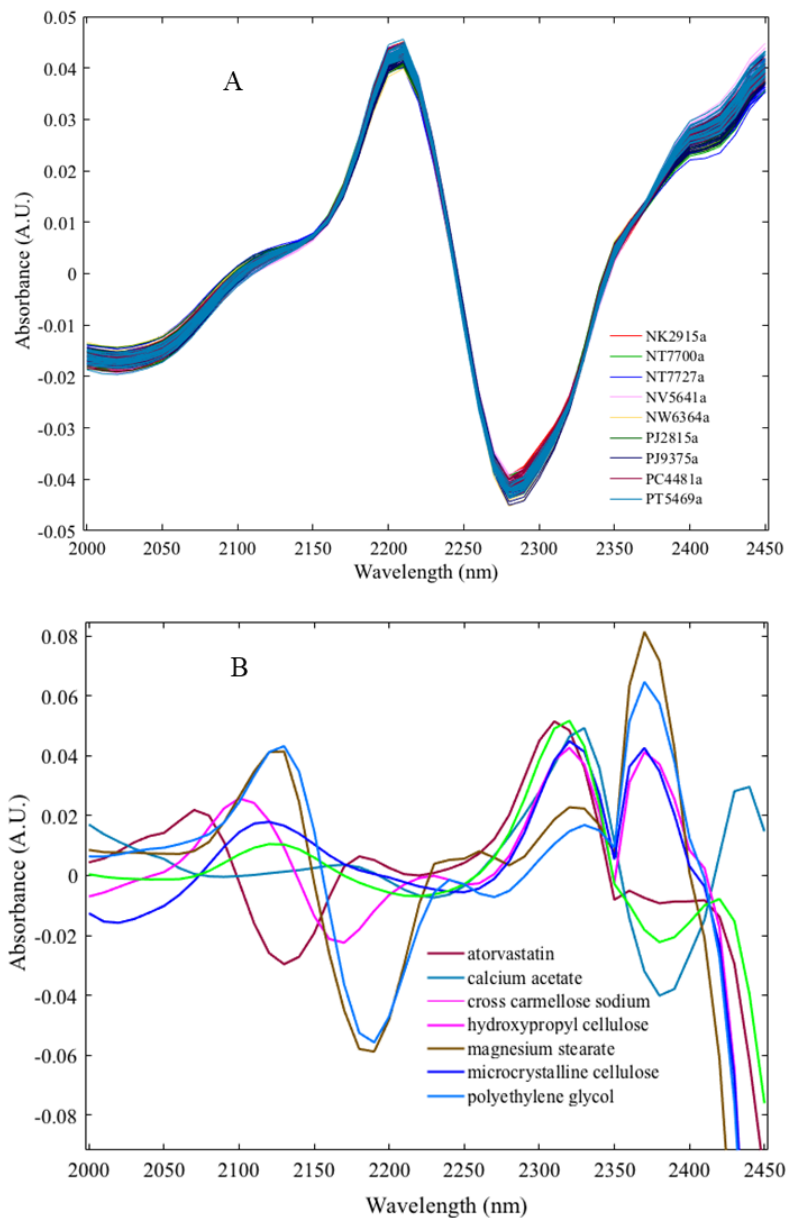 A
Absorbance (A.U.)
0.05
0.04
0.03
0.02
0.01
0
-0.01
-0.02
-0.03
-0.04
-0.05
NK2915a
NT7700a
NT7727a
NV5641a
NW6364a
PJ2815a
PJ9375a
PC4481a
PT5469a
2000 2050 2100 2150 2200 2250 2300 2350 2400 2450
Wavelength (nm)
B
Absorbance (A.U.)
0.08
0.06
0.04
0.02
0
-0.02
-0.04
-0.06
-0.08
atorvastatin
calcium acetate
cross carmellose sodium
hydroxypropyl cellulose
magnesium stearate
microcrystalline cellulose
polyethylene glycol
2000 2050 2100 2150 2200 2250 2300 2350 2400 2450
Wavelength (nm)